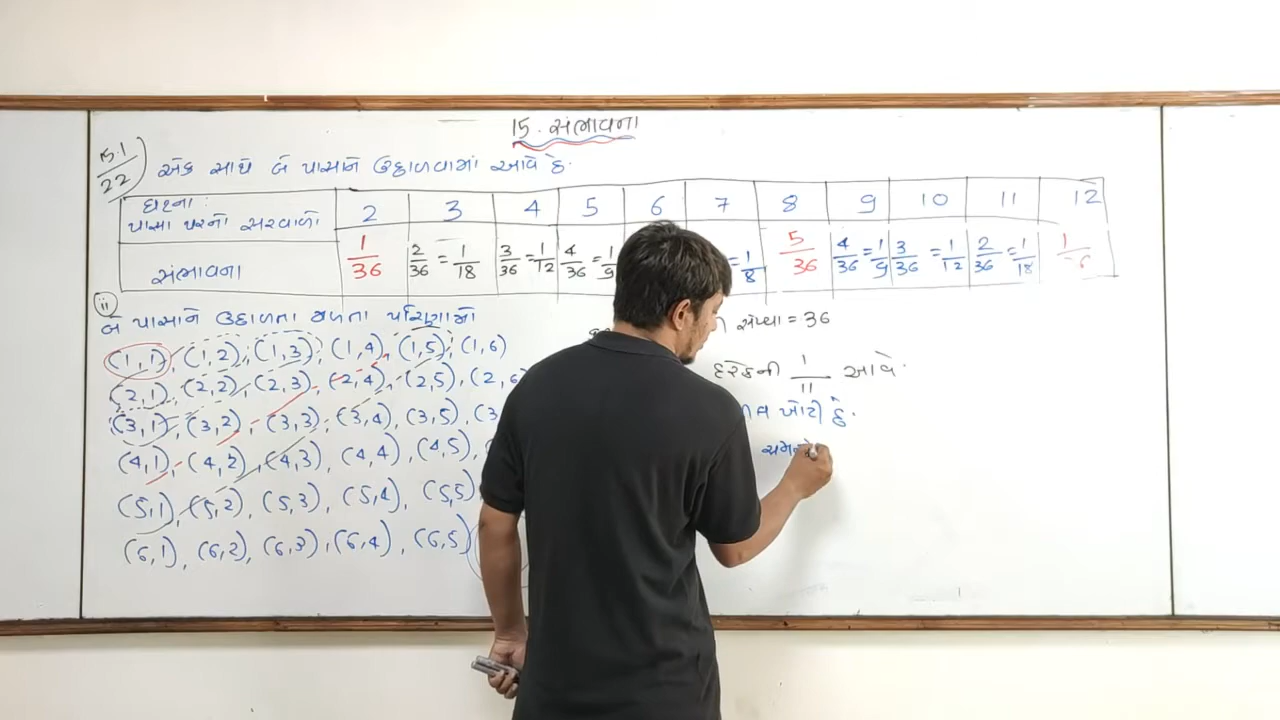 15. સંભાવના
15.1
22
એક સાથે બે પાસાને ઉછાળવામાં આવે છે.
ઘટના :
પાસા પરનો સરવાળો 2 3 4 5 6 7 8 9 10 11 12
સંભાવના 1/36 2/36 = 1/18 3/36 = 1/12 4/36 = 1/9 = 1/8 5/36 4/36 = 1/9 3/36 = 1/12 2/36 = 1/18
ii
બે પાસાને ઉછાળતા મળતા પરિણામો
સંખ્યા = 36
(1,1), (1,2), (1,3), (1,4), (1,5), (1,6)
(2,1), (2,2), (2,3), (2,4), (2,5), (2,6
દરેકની 1/11 આવે.
(3,1), (3,2), (3,3), (3,4), (3,5), (3
ખોટી છે
(4,1), (4,2), (4,3), (4,4), (4,5),
(5,1), (5,2), (5,3), (5,4), (5,5)
(6,1), (6,2), (6,3), (6,4), (6,5)